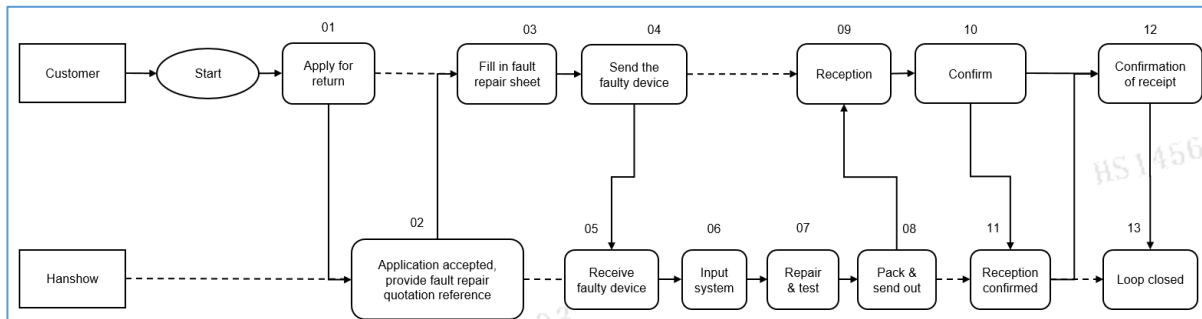 01
03
04
09
10
12
Customer
Start
Apply for
return
Fill in fault
repair sheet
Send the
faulty device
Reception
Confirm
Confirmation
of receipt
HS1456
02
05
06
07
08
11
13
Hanshow
Application accepted,
provide fault repair
quotation reference
Receive
faulty device
Input
system
Repair
& test
Pack &
send out
Reception
confirmed
Loop closed